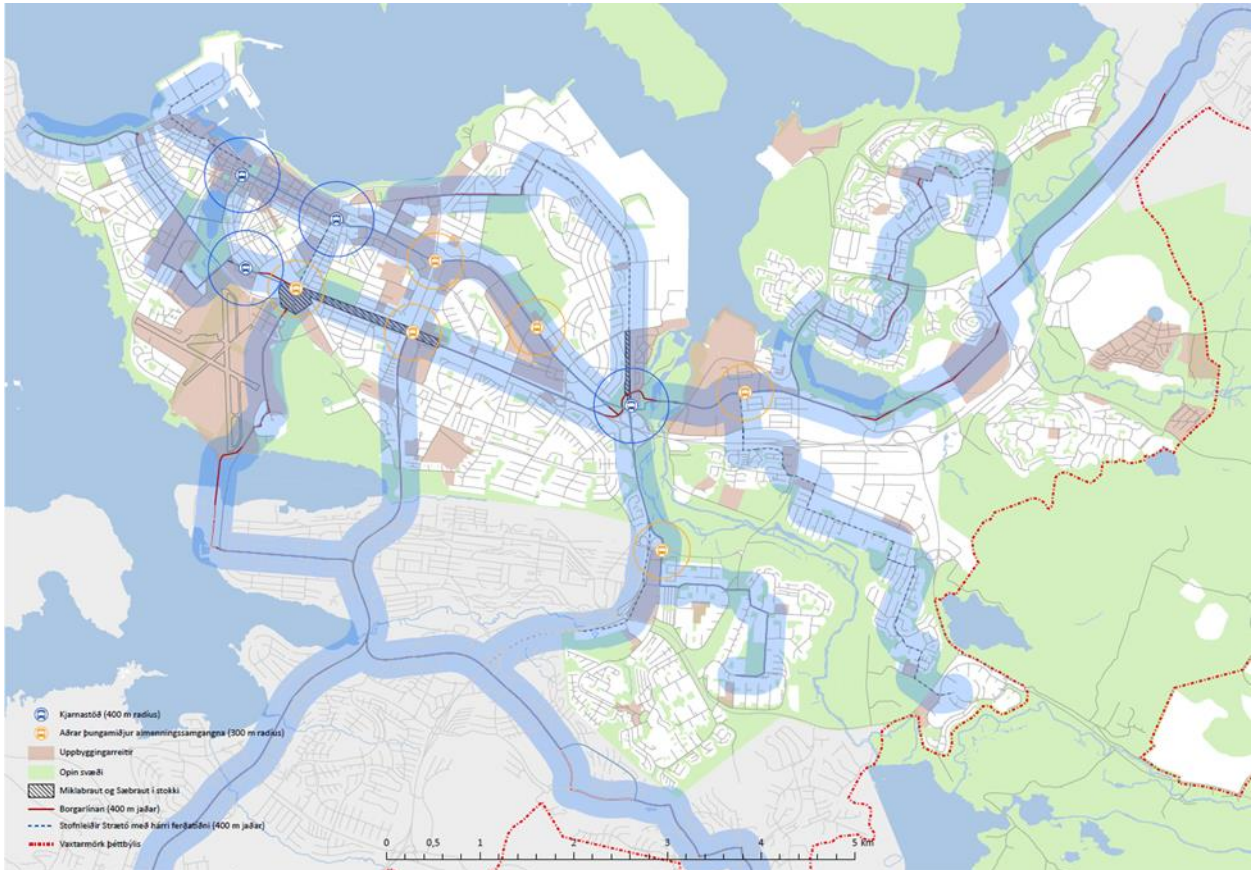 Kjarnastöð (400 m radíus)
Aðrar þungamiðjur almenningssamgangna (300 m radíus)
Uppbyggingarreitir
Opin svæði
Miklabraut og Sæbraut í stokki
Borgarlínan (400 m jaðar)
Stofnleiðir Strætó með hárri ferðatíðni (400 m jaðar)
Vaxtarmörk þéttbýlis
0 0,5 1 2 3 4 5 km